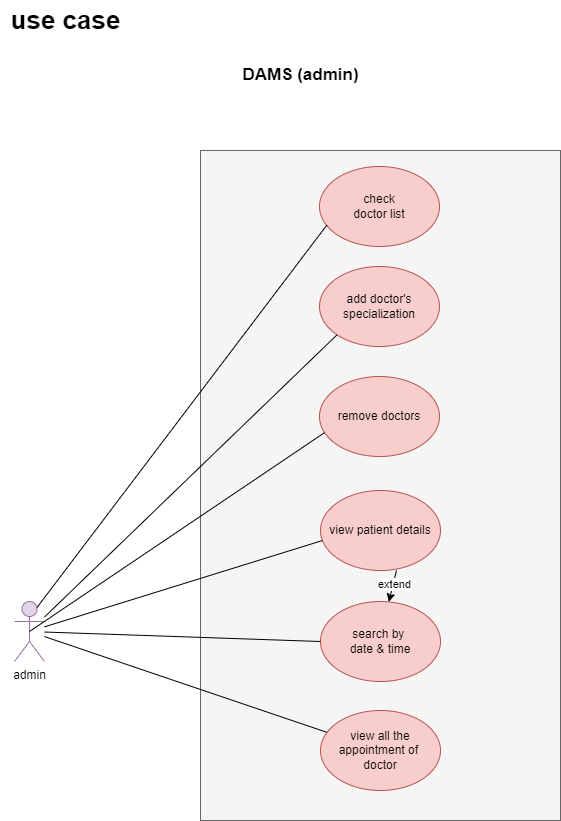 use case
DAMS (admin)
check
doctor list
add doctor's
specialization
remove doctors
view patient details
extend
search by
date & time
admin
view all the
appointment of
doctor